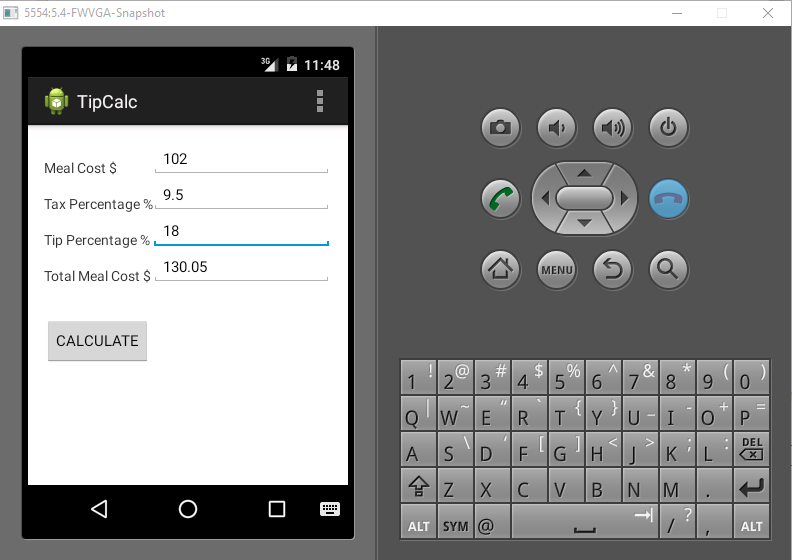 5554:5.4-FWVGA-Snapshot
3G 11:48
TipCalc
Meal Cost $ 102
Tax Percentage % 9.5
Tip Percentage % 18
Total Meal Cost $ 130.05
CALCULATE
MENU
1 ! 2 @ 3 # 4 $ 5 % 6 ^ 7 & 8 * 9 ( 0 )
Q | W ~ E “ R ` T { Y } U _ I - O + P =
A S \ D ‘ F [ G ] H < J > K ; L : DEL
Z X C V B N M .
ALT SYM @ / ? , ALT